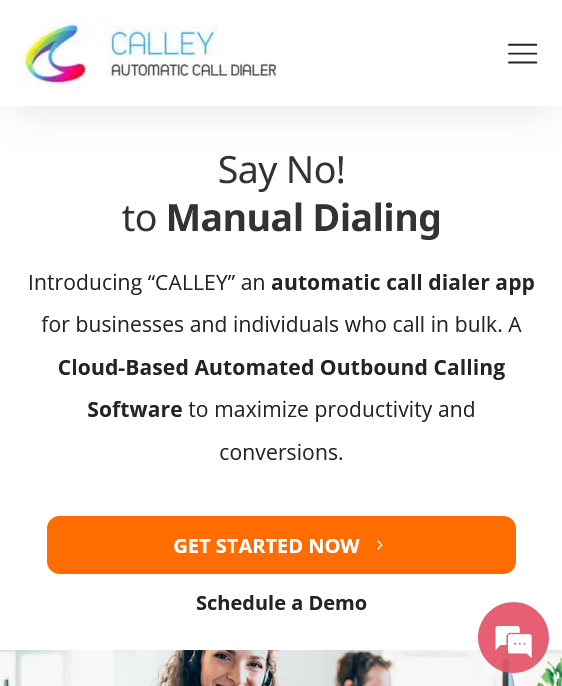 CALLEY
AUTOMATIC CALL DIALER
Say No!
to Manual Dialing
Introducing “CALLEY” an automatic call dialer app
for businesses and individuals who call in bulk. A
Cloud-Based Automated Outbound Calling
Software to maximize productivity and
conversions.
GET STARTED NOW
Schedule a Demo